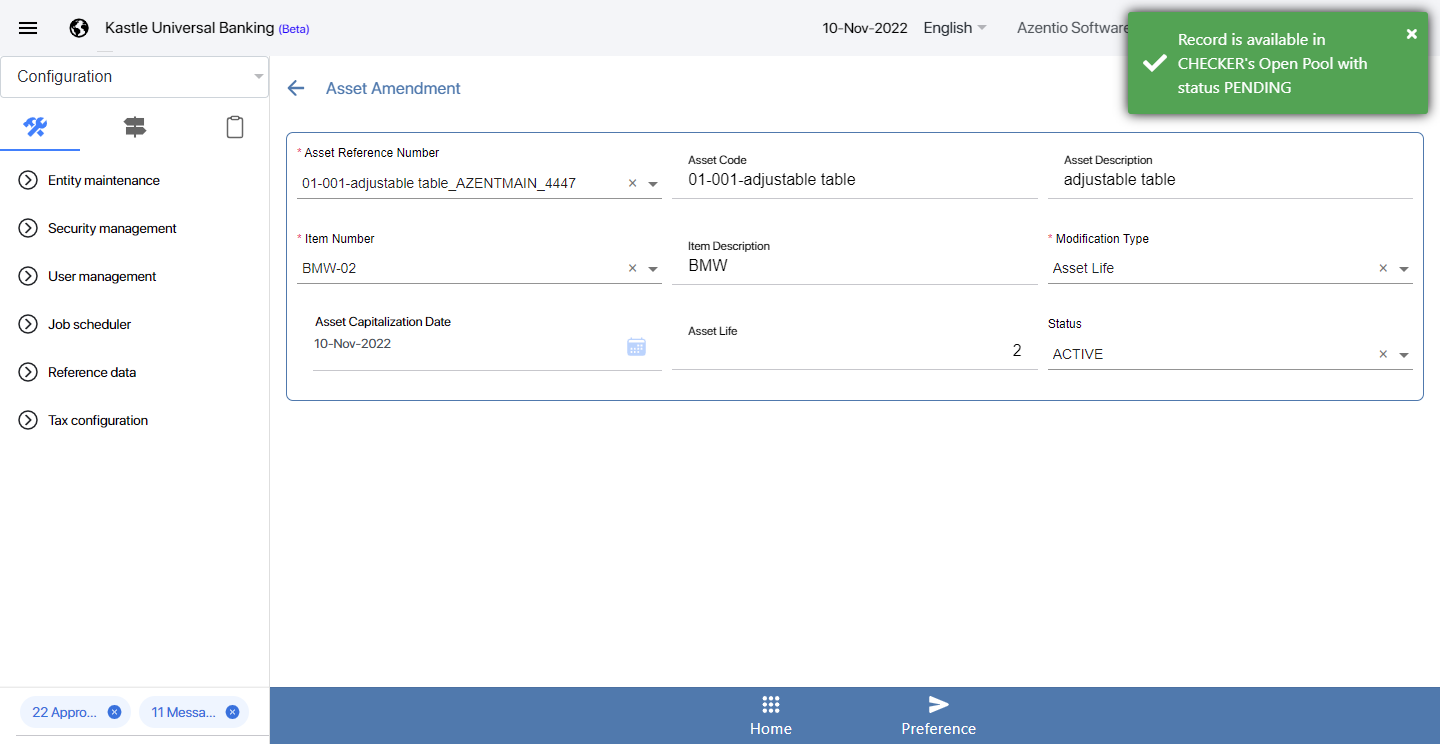 Kastle Universal Banking (Beta)
10-Nov-2022
English
Azentio Software
Record is available in
CHECKER's Open Pool with
status PENDING
Configuration
Entity maintenance
Security management
User management
Job scheduler
Reference data
Tax configuration
Asset Amendment
* Asset Reference Number
01-001-adjustable table_AZENTMAIN_4447
Asset Code
01-001-adjustable table
Asset Description
adjustable table
* Item Number
BMW-02
Item Description
BMW
* Modification Type
Asset Life
Asset Capitalization Date
10-Nov-2022
Asset Life
2
Status
ACTIVE
22 Appro...
11 Messa...
Home
Preference